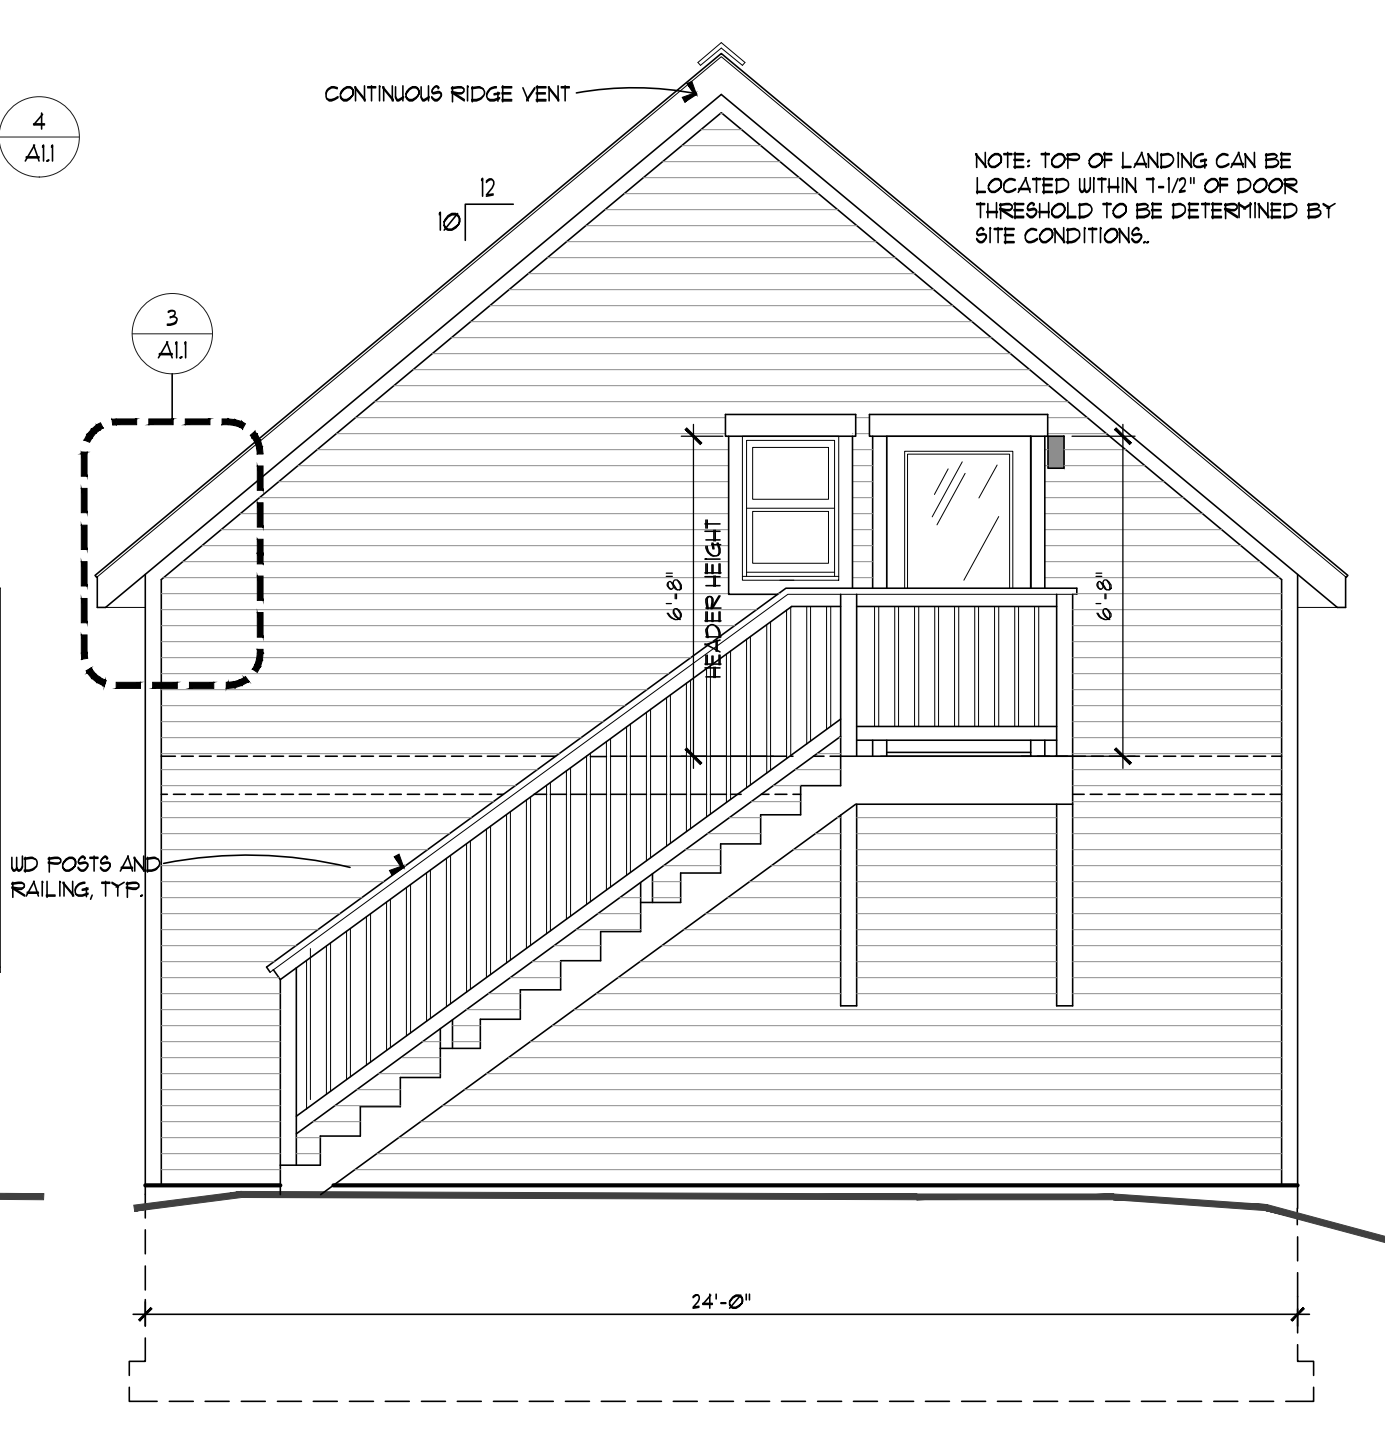 CONTINUOUS RIDGE VENT
4
A1.1
NOTE: TOP OF LANDING CAN BE
LOCATED WITHIN 7-1/2" OF DOOR
THRESHOLD TO BE DETERMINED BY
SITE CONDITIONS..
12
10
3
A1.1
6'-8"
HEADER HEIGHT
6'-8"
WD POSTS AND
RAILING, TYP.
24'-0"